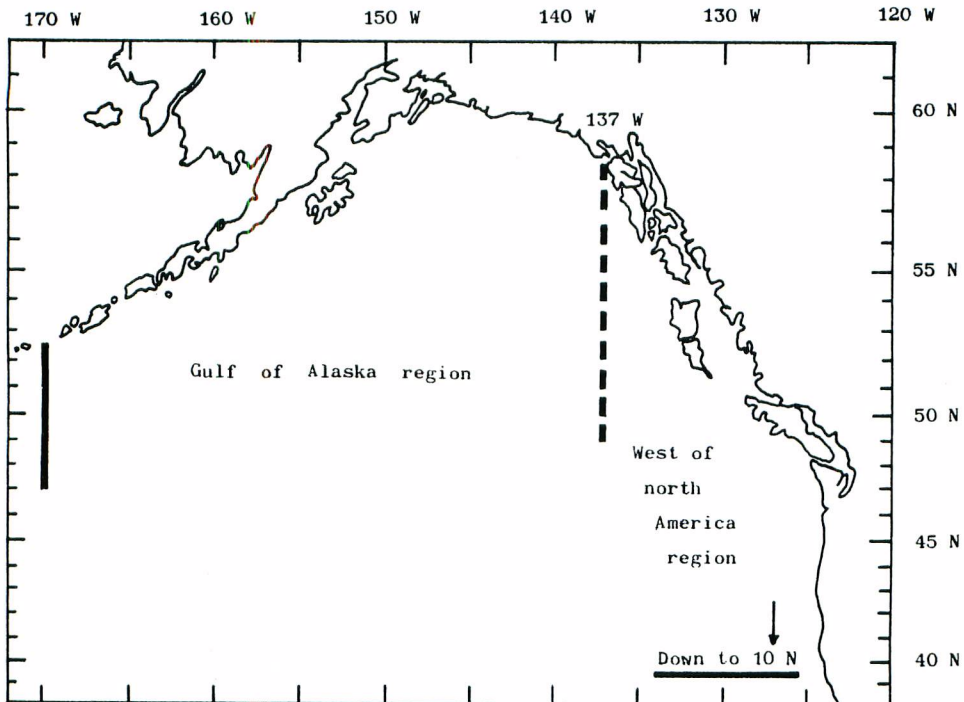 170 W 160 W 150 W 140 W 130 W 120 W
60 N
137 W
55 N
Gulf of Alaska region
50 N
West of
north
America
region
45 N
Down to 10 N
40 N